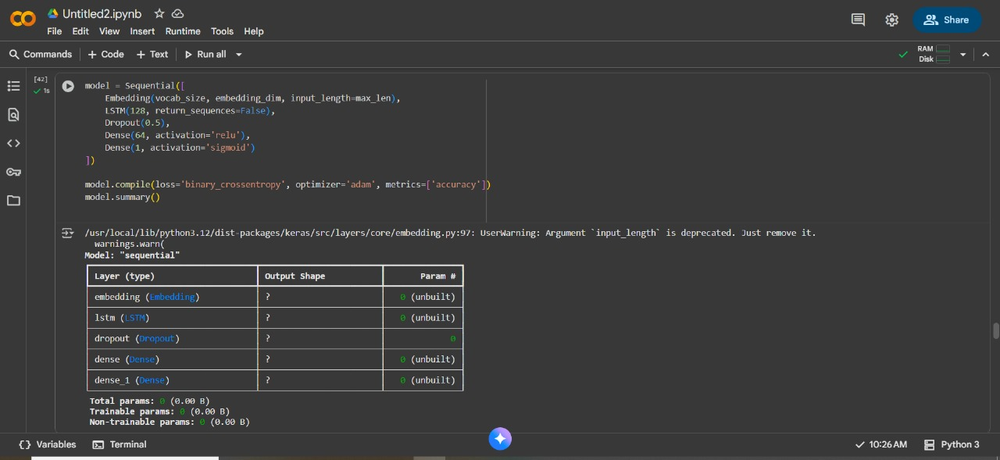 Untitled2.ipynb
File Edit View Insert Runtime Tools Help
Share
Commands + Code + Text Run all
RAM
Disk
[42]
1s
model = Sequential([
    Embedding(vocab_size, embedding_dim, input_length=max_len),
    LSTM(128, return_sequences=False),
    Dropout(0.5),
    Dense(64, activation='relu'),
    Dense(1, activation='sigmoid')
])
model.compile(loss='binary_crossentropy', optimizer='adam', metrics=['accuracy'])
model.summary()
/usr/local/lib/python3.12/dist-packages/keras/src/layers/core/embedding.py:97: UserWarning: Argument `input_length` is deprecated. Just remove it.
  warnings.warn(
Model: "sequential"
Layer (type) Output Shape Param #
embedding (Embedding) ? 0 (unbuilt)
lstm (LSTM) ? 0 (unbuilt)
dropout (Dropout) ? 0
dense (Dense) ? 0 (unbuilt)
dense_1 (Dense) ? 0 (unbuilt)
Total params: 0 (0.00 B)
Trainable params: 0 (0.00 B)
Non-trainable params: 0 (0.00 B)
{} Variables Terminal 10:26 AM Python 3